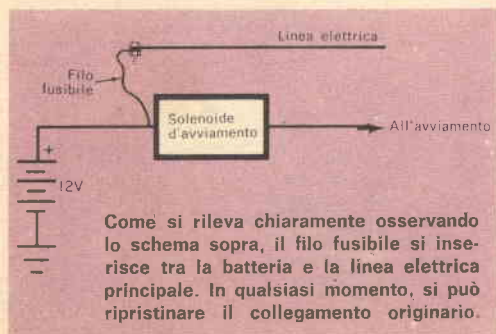 Linea elettrica
Filo
fusibile
Solenoide
d'avviamento
All'avviamento
+
12V
Come si rileva chiaramente osservando
lo schema sopra, il filo fusibile si inse-
risce tra la batteria e la linea elettrica
principale. In qualsiasi momento, si può
ripristinare il collegamento originario.